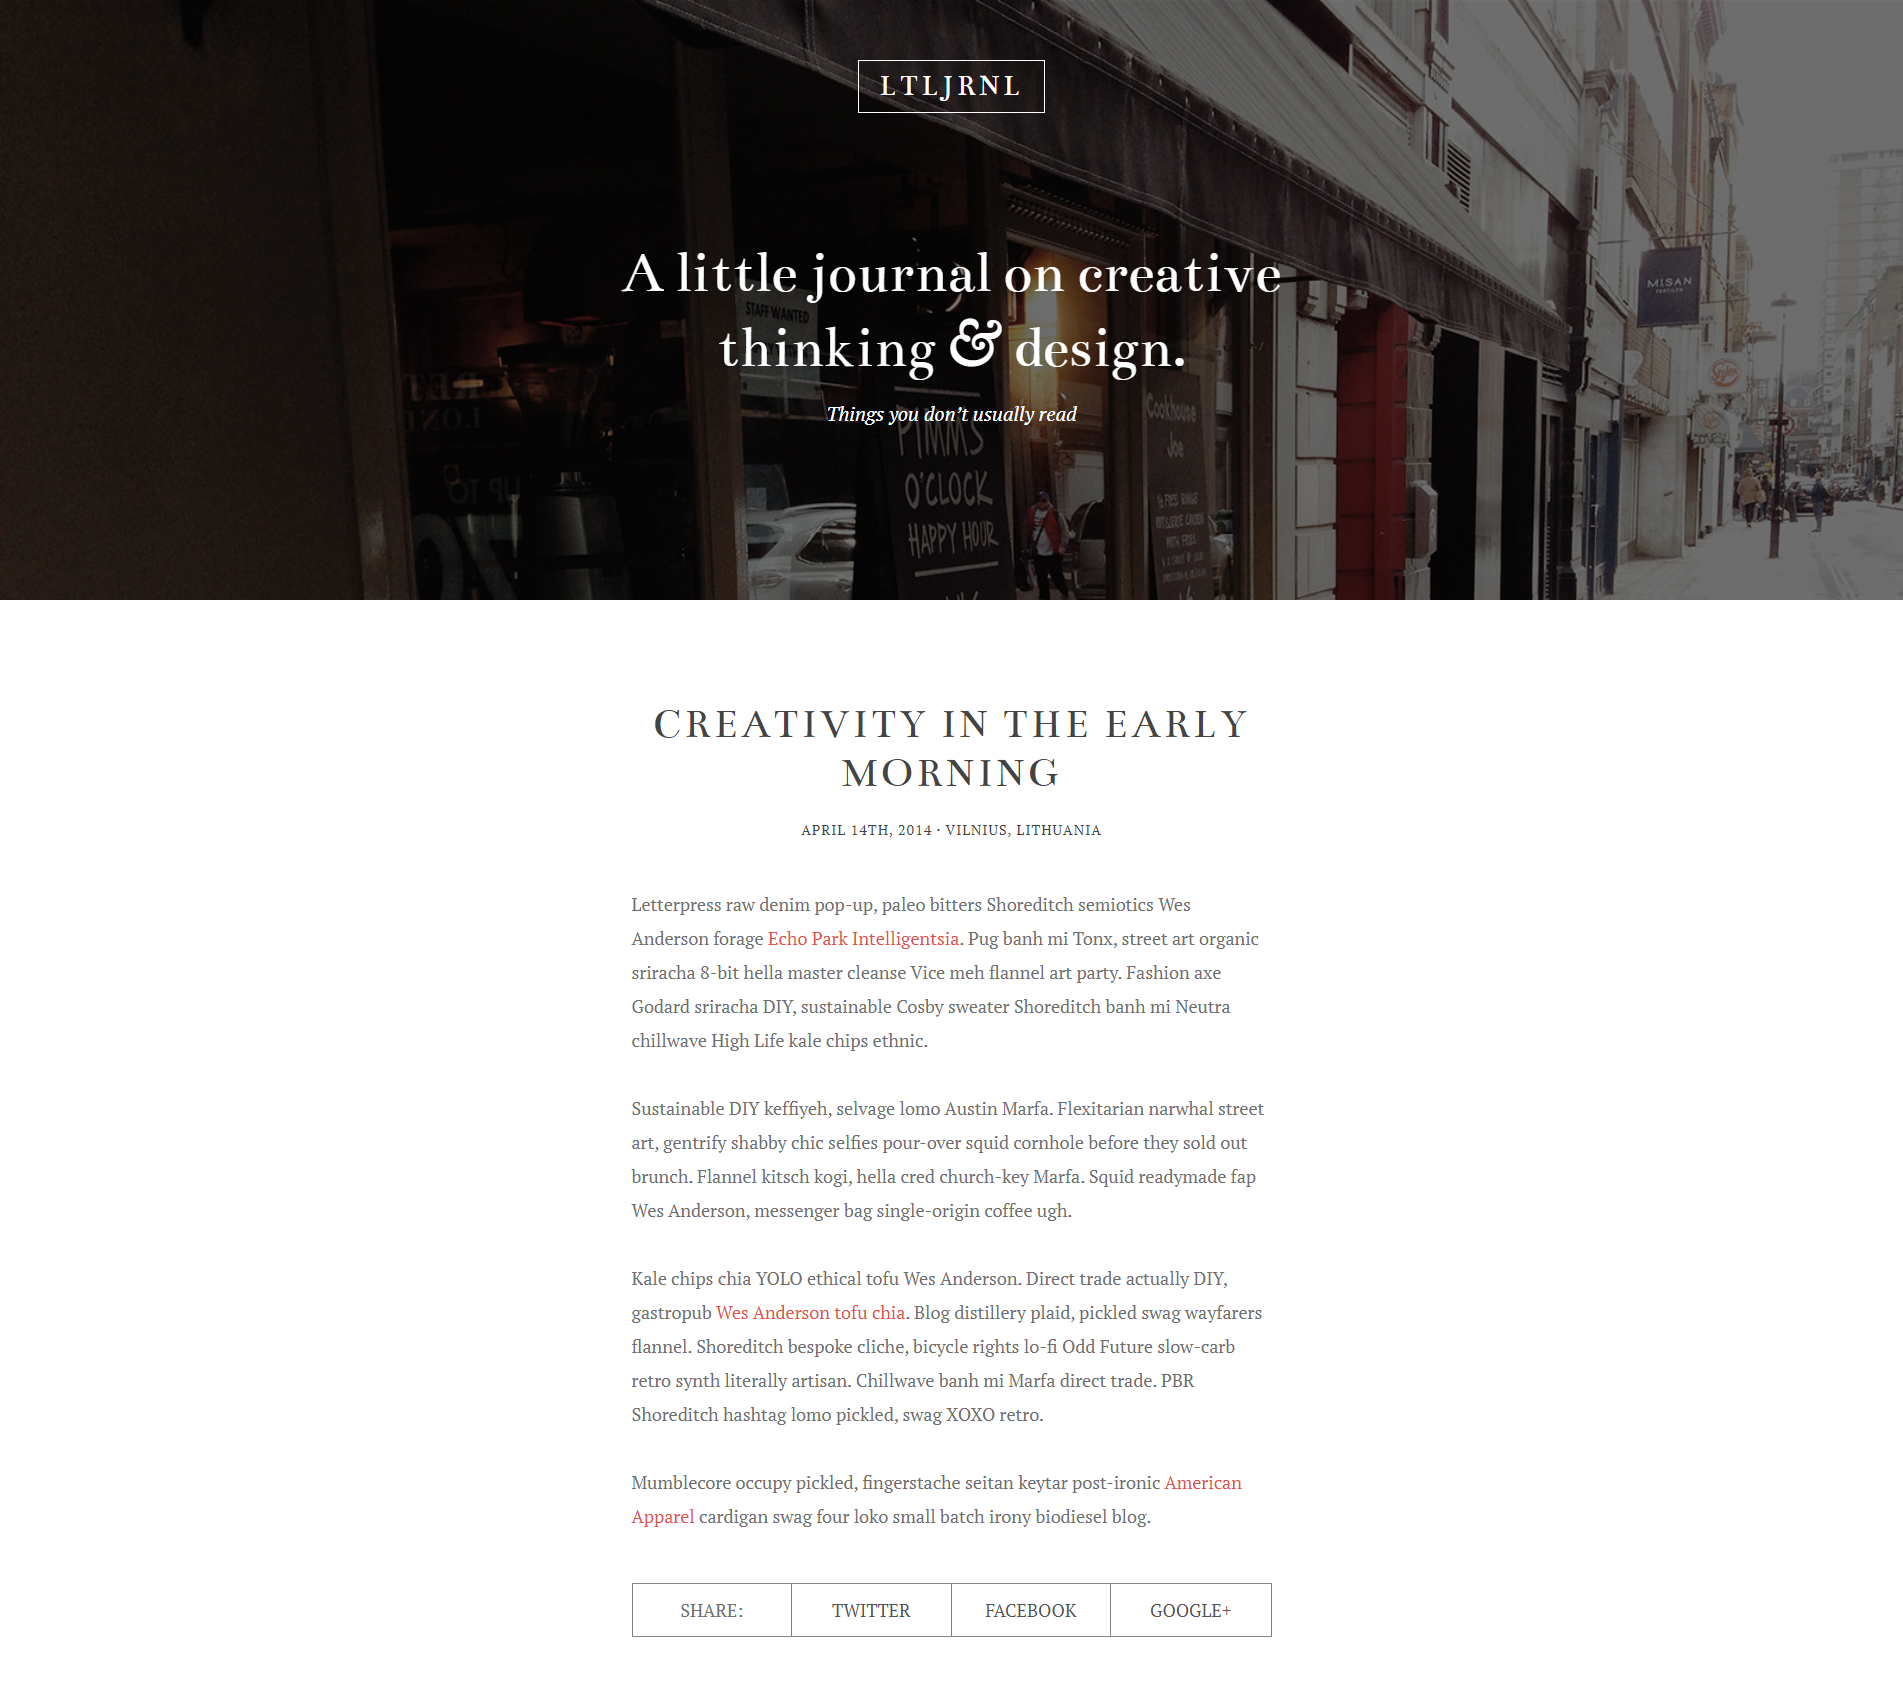 LTLJRNL
A little journal on creative
thinking & design.
Things you don’t usually read
STAFF WANTED
MISAN
TEXTILES
PIMM'S
O'CLOCK
HAPPY HOUR
Cookhouse
Joe
CREATIVITY IN THE EARLY
MORNING
APRIL 14TH, 2014 · VILNIUS, LITHUANIA
Letterpress raw denim pop-up, paleo bitters Shoreditch semiotics Wes
Anderson forage Echo Park Intelligentsia. Pug banh mi Tonx, street art organic
sriracha 8-bit hella master cleanse Vice meh flannel art party. Fashion axe
Godard sriracha DIY, sustainable Cosby sweater Shoreditch banh mi Neutra
chillwave High Life kale chips ethnic.
Sustainable DIY keffiyeh, selvage lomo Austin Marfa. Flexitarian narwhal street
art, gentrify shabby chic selfies pour-over squid cornhole before they sold out
brunch. Flannel kitsch kogi, hella cred church-key Marfa. Squid readymade fap
Wes Anderson, messenger bag single-origin coffee ugh.
Kale chips chia YOLO ethical tofu Wes Anderson. Direct trade actually DIY,
gastropub Wes Anderson tofu chia. Blog distillery plaid, pickled swag wayfarers
flannel. Shoreditch bespoke cliche, bicycle rights lo-fi Odd Future slow-carb
retro synth literally artisan. Chillwave banh mi Marfa direct trade. PBR
Shoreditch hashtag lomo pickled, swag XOXO retro.
Mumblecore occupy pickled, fingerstache seitan keytar post-ironic American
Apparel cardigan swag four loko small batch irony biodiesel blog.
SHARE: TWITTER FACEBOOK GOOGLE+